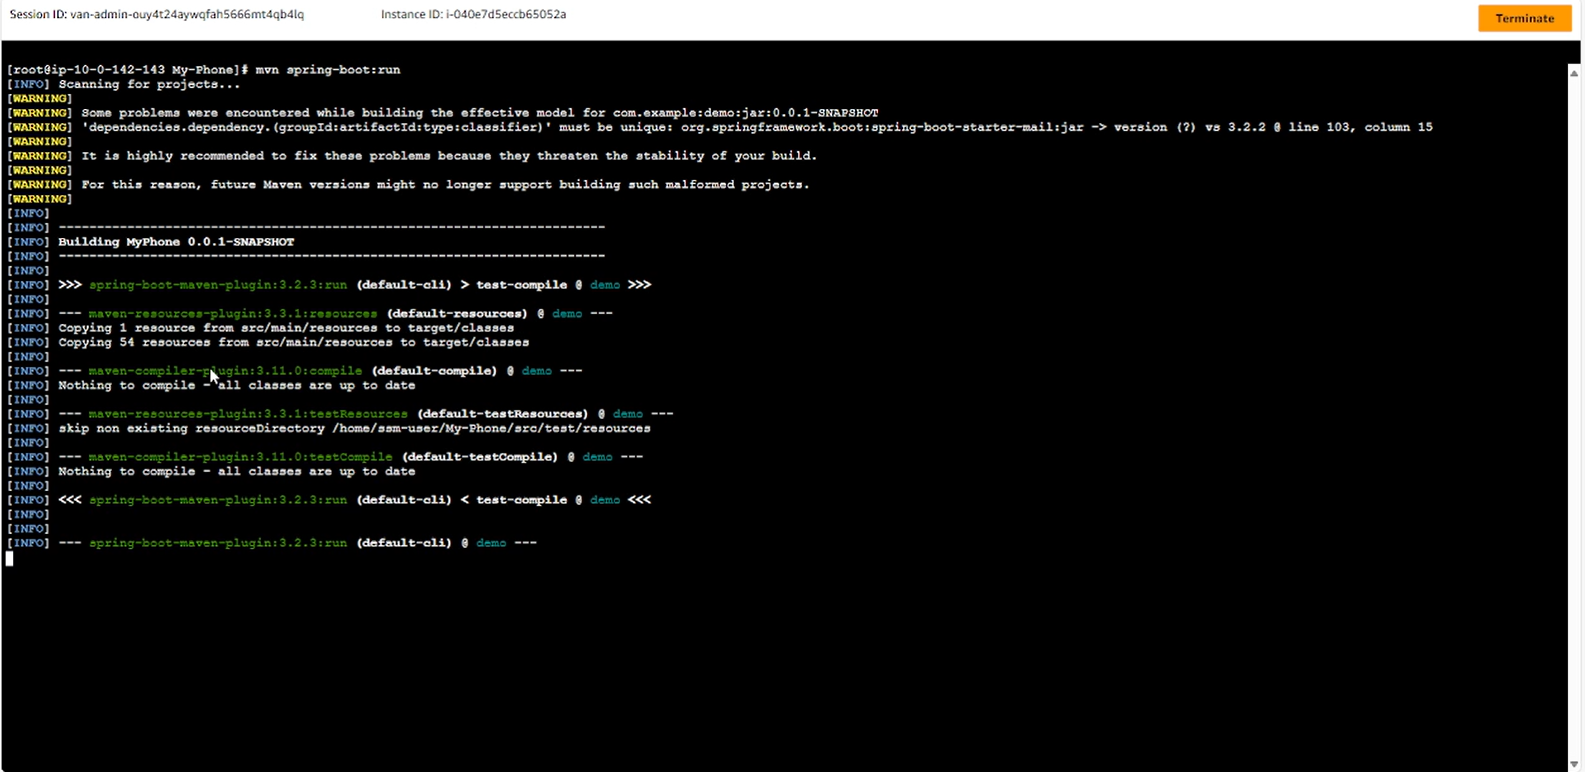 Session ID: van-admin-ouy4t24aywqfah5666mt4qb4lq Instance ID: i-040e7d5eccb65052a Terminate
[root@ip-10-0-142-143 My-Phone]# mvn spring-boot:run
[INFO] Scanning for projects...
[WARNING]
[WARNING] Some problems were encountered while building the effective model for com.example:demo:jar:0.0.1-SNAPSHOT
[WARNING] 'dependencies.dependency.(groupId:artifactId:type:classifier)' must be unique: org.springframework.boot:spring-boot-starter-mail:jar -> version (?) vs 3.2.2 @ line 103, column 15
[WARNING]
[WARNING] It is highly recommended to fix these problems because they threaten the stability of your build.
[WARNING]
[WARNING] For this reason, future Maven versions might no longer support building such malformed projects.
[WARNING]
[INFO]
[INFO] ------------------------------------------------------------------------
[INFO] Building MyPhone 0.0.1-SNAPSHOT
[INFO] ------------------------------------------------------------------------
[INFO]
[INFO] >>> spring-boot-maven-plugin:3.2.3:run (default-cli) > test-compile @ demo >>>
[INFO]
[INFO] --- maven-resources-plugin:3.3.1:resources (default-resources) @ demo ---
[INFO] Copying 1 resource from src/main/resources to target/classes
[INFO] Copying 54 resources from src/main/resources to target/classes
[INFO]
[INFO] --- maven-compiler-plugin:3.11.0:compile (default-compile) @ demo ---
[INFO] Nothing to compile - all classes are up to date
[INFO]
[INFO] --- maven-resources-plugin:3.3.1:testResources (default-testResources) @ demo ---
[INFO] skip non existing resourceDirectory /home/ssm-user/My-Phone/src/test/resources
[INFO]
[INFO] --- maven-compiler-plugin:3.11.0:testCompile (default-testCompile) @ demo ---
[INFO] Nothing to compile - all classes are up to date
[INFO]
[INFO] <<< spring-boot-maven-plugin:3.2.3:run (default-cli) < test-compile @ demo <<<
[INFO]
[INFO]
[INFO] --- spring-boot-maven-plugin:3.2.3:run (default-cli) @ demo ---